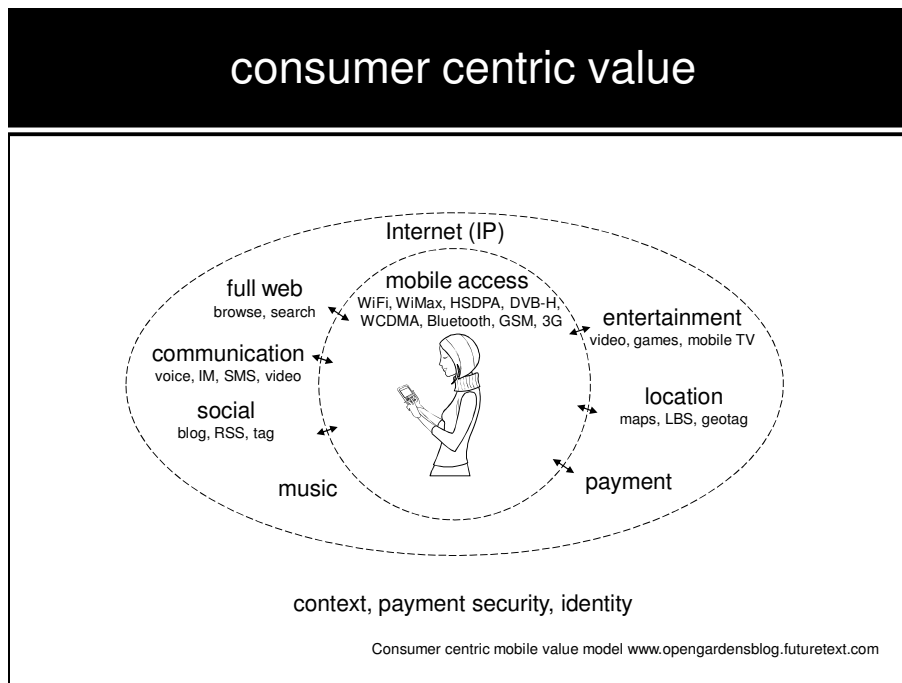 consumer centric value
Internet (IP)
mobile access
WiFi, WiMax, HSDPA, DVB-H,
WCDMA, Bluetooth, GSM, 3G
full web
browse, search
communication
voice, IM, SMS, video
social
blog, RSS, tag
music
entertainment
video, games, mobile TV
location
maps, LBS, geotag
payment
context, payment security, identity
Consumer centric mobile value model www.opengardensblog.futuretext.com